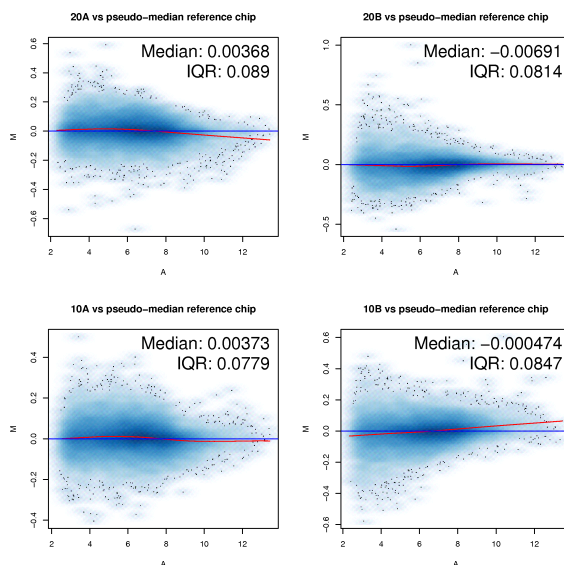 20A vs pseudo−median reference chip
Median: 0.00368
IQR: 0.089
M
0.6
0.4
0.2
0.0
−0.2
−0.4
−0.6
2 4 6 8 10 12
A
20B vs pseudo−median reference chip
Median: −0.00691
IQR: 0.0814
M
1.0
0.5
0.0
−0.5
2 4 6 8 10 12
A
10A vs pseudo−median reference chip
Median: 0.00373
IQR: 0.0779
M
0.4
0.2
0.0
−0.2
−0.4
2 4 6 8 10 12
A
10B vs pseudo−median reference chip
Median: −0.000474
IQR: 0.0847
M
0.6
0.4
0.2
0.0
−0.2
−0.4
−0.6
2 4 6 8 10 12
A